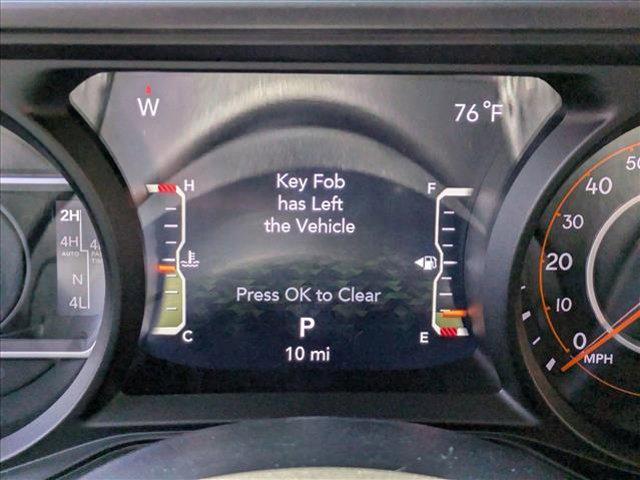 W
76°F
H
F
Key Fob
has Left
the Vehicle
2H
4H
AUTO
N
4L
C
E
Press OK to Clear
P
10 mi
50
40
30
20
10
0
MPH